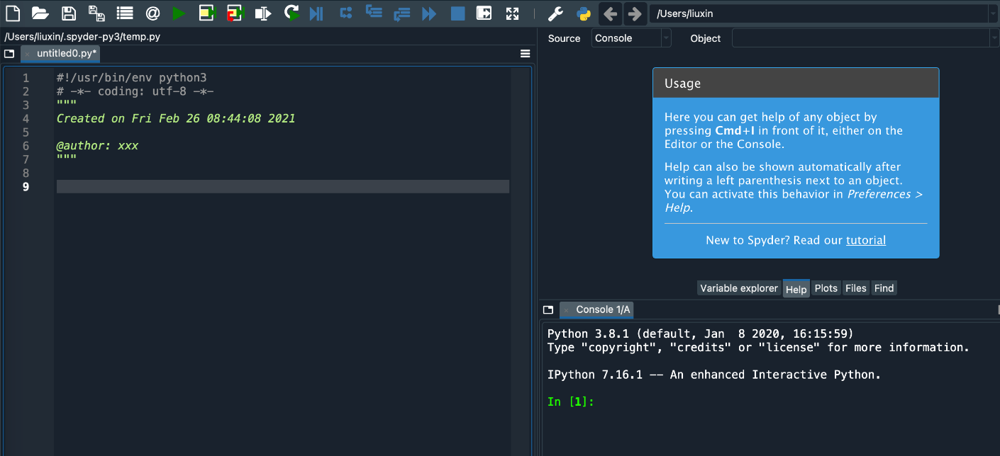 /Users/liuxin
/Users/liuxin/.spyder-py3/temp.py
untitled0.py*
1 #!/usr/bin/env python3
2 # -*- coding: utf-8 -*-
3 """
4 Created on Fri Feb 26 08:44:08 2021
5
6 @author: xxx
7 """
8
9
Source Console Object
Usage
Here you can get help of any object by
pressing Cmd+I in front of it, either on the
Editor or the Console.
Help can also be shown automatically after
writing a left parenthesis next to an object.
You can activate this behavior in Preferences >
Help.
New to Spyder? Read our tutorial
Variable explorer Help Plots Files Find
Console 1/A
Python 3.8.1 (default, Jan  8 2020, 16:15:59)
Type "copyright", "credits" or "license" for more information.
IPython 7.16.1 -- An enhanced Interactive Python.
In [1]: